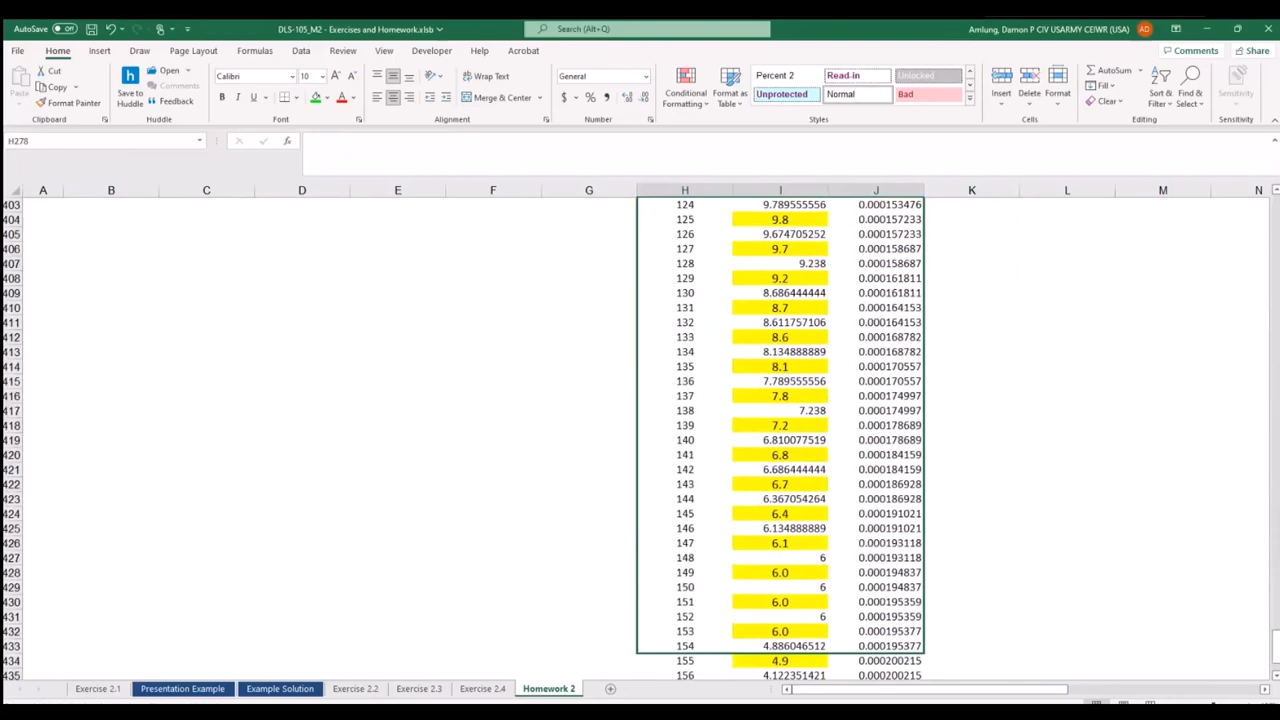 AutoSave Off DLS-105_M2 - Exercises and Homework.xlsb Search (Alt+Q) Amlung, Damon P CIV USARMY CEIWR (USA) AD
File Home Insert Draw Page Layout Formulas Data Review View Developer Help Acrobat Comments Share
Paste Cut Copy Format Painter Clipboard
Save to Huddle Open Comments Feedback Huddle
Calibri 10 B I U Font
Wrap Text Merge & Center Alignment
General $ % Number
Conditional Formatting Format as Table Percent 2 Read-in Unlocked Unprotected Normal Bad Styles
Insert Delete Format Cells
AutoSum Fill Clear Sort & Filter Find & Select Editing
Sensitivity Sensitivity
H278 fx
A B C D E F G H I J K L M N
403 124 9.789555556 0.000153476
404 125 9.8 0.000157233
405 126 9.674705252 0.000157233
406 127 9.7 0.000158687
407 128 9.238 0.000158687
408 129 9.2 0.000161811
409 130 8.686444444 0.000161811
410 131 8.7 0.000164153
411 132 8.611757106 0.000164153
412 133 8.6 0.000168782
413 134 8.134888889 0.000168782
414 135 8.1 0.000170557
415 136 7.789555556 0.000170557
416 137 7.8 0.000174997
417 138 7.238 0.000174997
418 139 7.2 0.000178689
419 140 6.810077519 0.000178689
420 141 6.8 0.000184159
421 142 6.686444444 0.000184159
422 143 6.7 0.000186928
423 144 6.367054264 0.000186928
424 145 6.4 0.000191021
425 146 6.134888889 0.000191021
426 147 6.1 0.000193118
427 148 6 0.000193118
428 149 6.0 0.000194837
429 150 6 0.000194837
430 151 6.0 0.000195359
431 152 6 0.000195359
432 153 6.0 0.000195377
433 154 4.886046512 0.000195377
434 155 4.9 0.000200215
435 156 4.122351421
Exercise 2.1 Presentation Example Example Solution Exercise 2.2 Exercise 2.3 Exercise 2.4 Homework 2